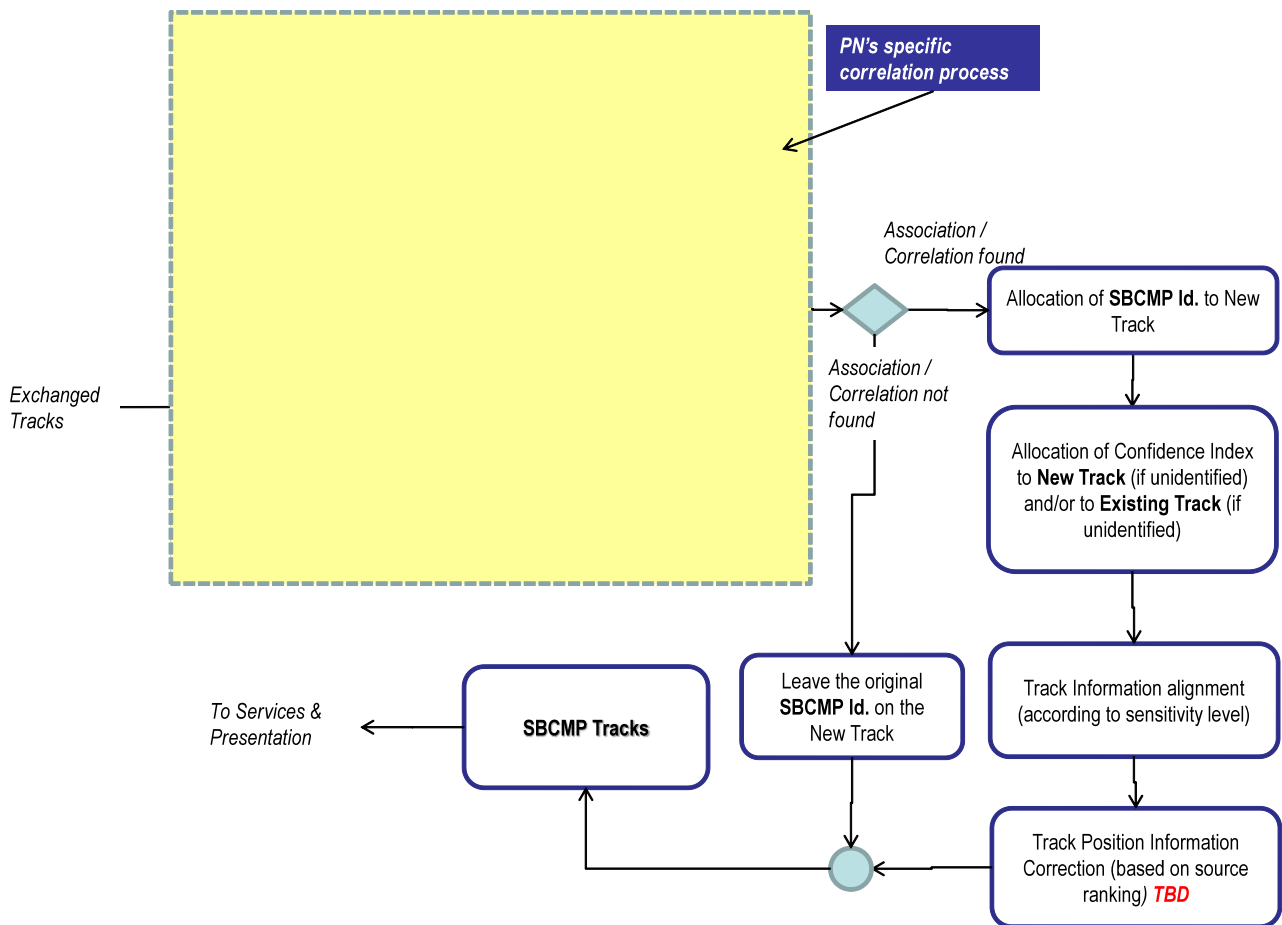 PN's specific
correlation process
Association /
Correlation found
Allocation of SBCMP Id. to New
Track
Association /
Correlation not
found
Exchanged
Tracks
Allocation of Confidence Index
to New Track (if unidentified)
and/or to Existing Track (if
unidentified)
Leave the original
SBCMP Id. on the
New Track
Track Information alignment
(according to sensitivity level)
To Services &
Presentation
SBCMP Tracks
Track Position Information
Correction (based on source
ranking) TBD